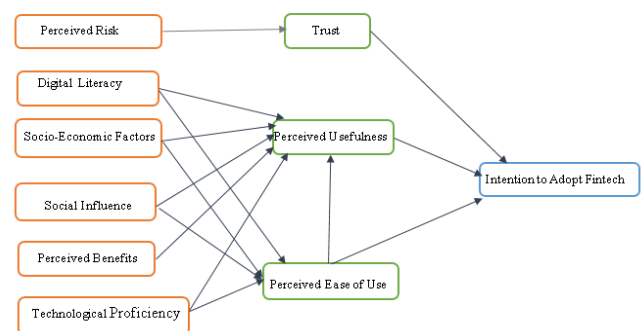 Perceived Risk
Trust
Digital Literacy
Socio-Economic Factors
Perceived Usefulness
Intention to Adopt Fintech
Social Influence
Perceived Benefits
Perceived Ease of Use
Technological Proficiency